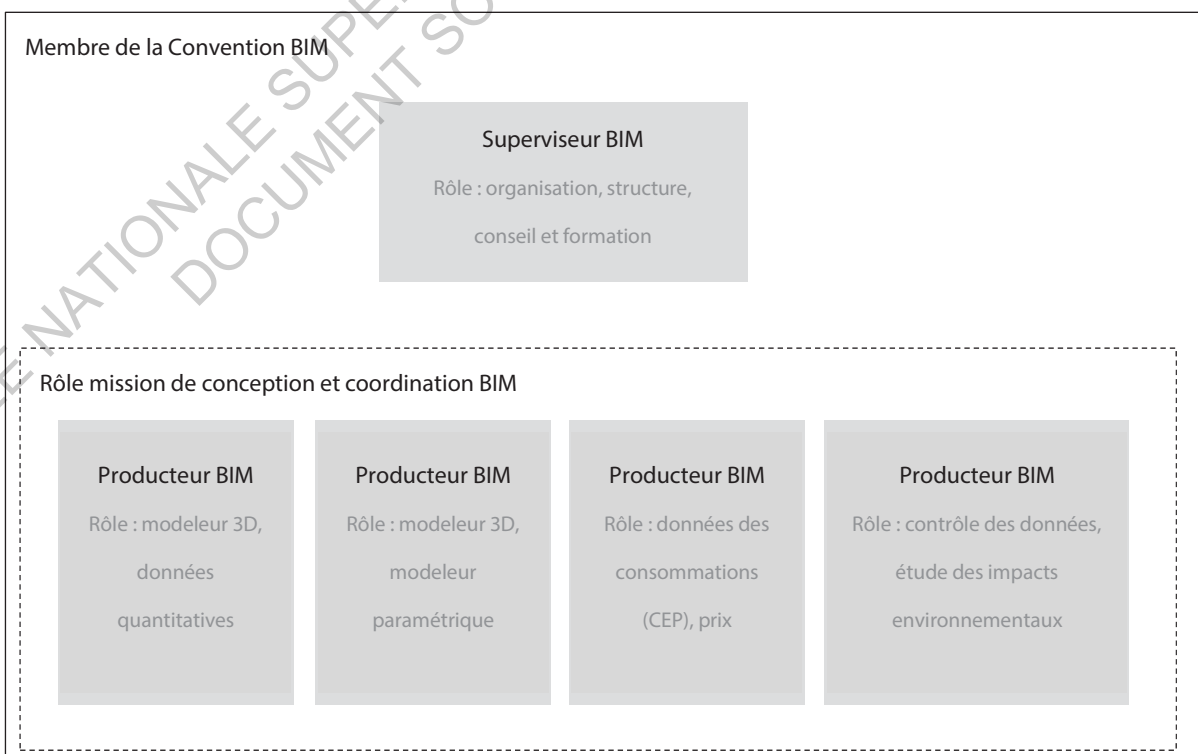 Membre de la Convention BIM
Superviseur BIM
Rôle : organisation, structure,
conseil et formation
Rôle mission de conception et coordination BIM
Producteur BIM
Rôle : modeleur 3D,
données
quantitatives
Producteur BIM
Rôle : modeleur 3D,
modeleur
paramétrique
Producteur BIM
Rôle : données des
consommations
(CEP), prix
Producteur BIM
Rôle : contrôle des données,
étude des impacts
environnementaux
NATIONALE
DOCUMENT